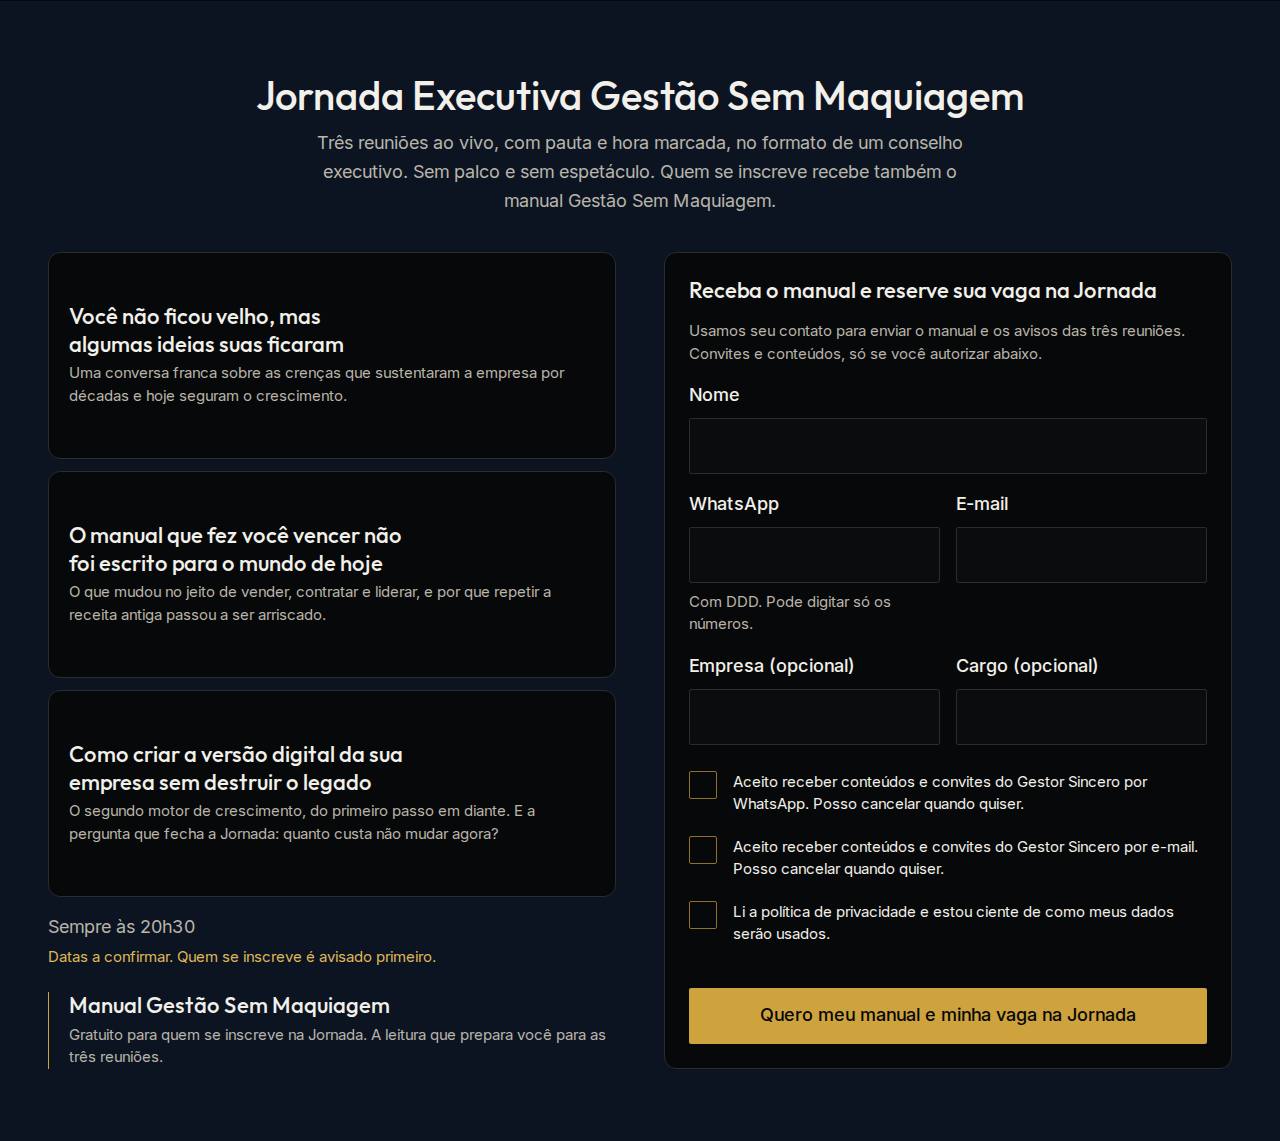 Jornada Executiva Gestão Sem Maquiagem
Três reuniões ao vivo, com pauta e hora marcada, no formato de um conselho
executivo. Sem palco e sem espetáculo. Quem se inscreve recebe também o
manual Gestão Sem Maquiagem.
Você não ficou velho, mas
algumas ideias suas ficaram
Uma conversa franca sobre as crenças que sustentaram a empresa por
décadas e hoje seguram o crescimento.
O manual que fez você vencer não
foi escrito para o mundo de hoje
O que mudou no jeito de vender, contratar e liderar, e por que repetir a
receita antiga passou a ser arriscado.
Como criar a versão digital da sua
empresa sem destruir o legado
O segundo motor de crescimento, do primeiro passo em diante. E a
pergunta que fecha a Jornada: quanto custa não mudar agora?
Sempre às 20h30
Datas a confirmar. Quem se inscreve é avisado primeiro.
Manual Gestão Sem Maquiagem
Gratuito para quem se inscreve na Jornada. A leitura que prepara você para as
três reuniões.
Receba o manual e reserve sua vaga na Jornada
Usamos seu contato para enviar o manual e os avisos das três reuniões.
Convites e conteúdos, só se você autorizar abaixo.
Nome
WhatsApp
E-mail
Com DDD. Pode digitar só os
números.
Empresa (opcional)
Cargo (opcional)
Aceito receber conteúdos e convites do Gestor Sincero por
WhatsApp. Posso cancelar quando quiser.
Aceito receber conteúdos e convites do Gestor Sincero por e-mail.
Posso cancelar quando quiser.
Li a política de privacidade e estou ciente de como meus dados
serão usados.
Quero meu manual e minha vaga na Jornada